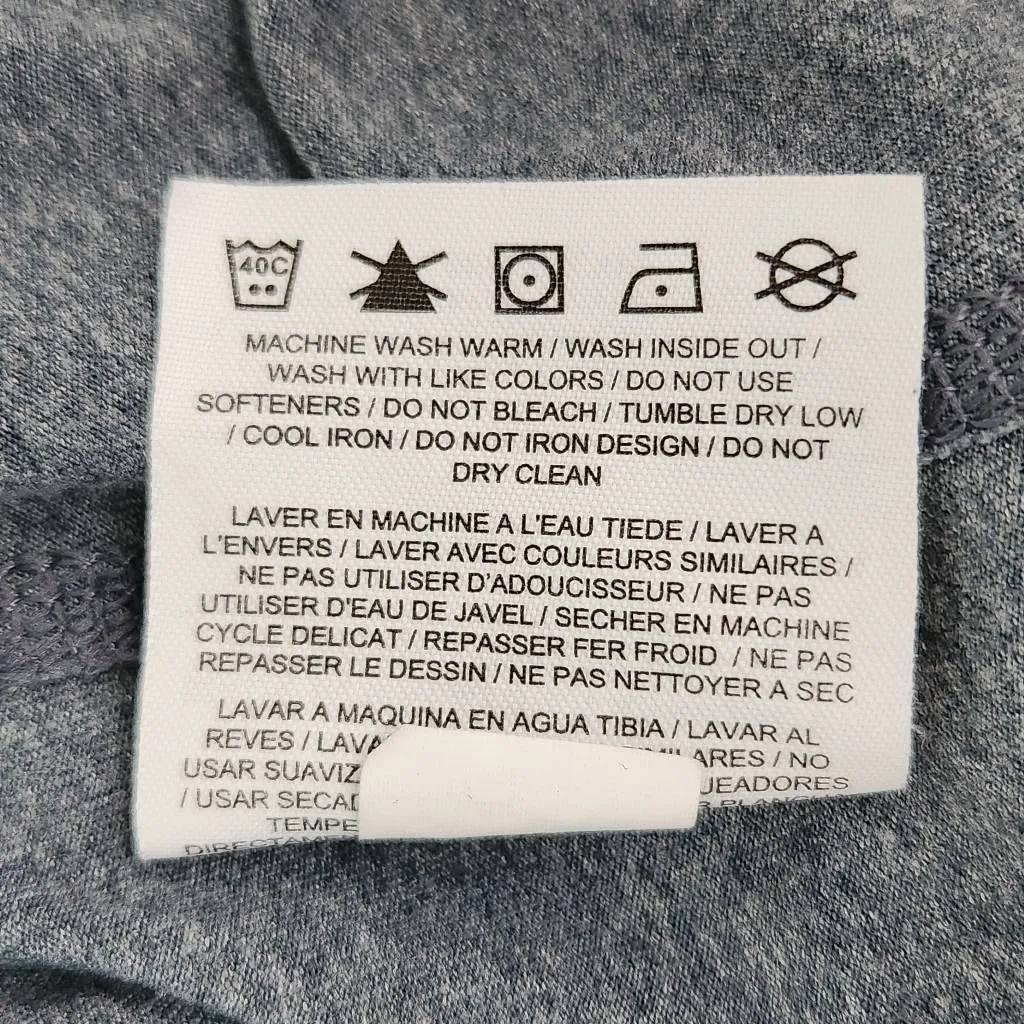 40C
MACHINE WASH WARM / WASH INSIDE OUT /
WASH WITH LIKE COLORS / DO NOT USE
SOFTENERS / DO NOT BLEACH / TUMBLE DRY LOW
/ COOL IRON / DO NOT IRON DESIGN / DO NOT
DRY CLEAN
LAVER EN MACHINE A L'EAU TIEDE / LAVER A
L'ENVERS / LAVER AVEC COULEURS SIMILAIRES /
NE PAS UTILISER D'ADOUCISSEUR / NE PAS
UTILISER D'EAU DE JAVEL / SECHER EN MACHINE
CYCLE DELICAT / REPASSER FER FROID / NE PAS
REPASSER LE DESSIN / NE PAS NETTOYER A SEC
LAVAR A MAQUINA EN AGUA TIBIA / LAVAR AL
REVES / / NO
USAR
/ USAR